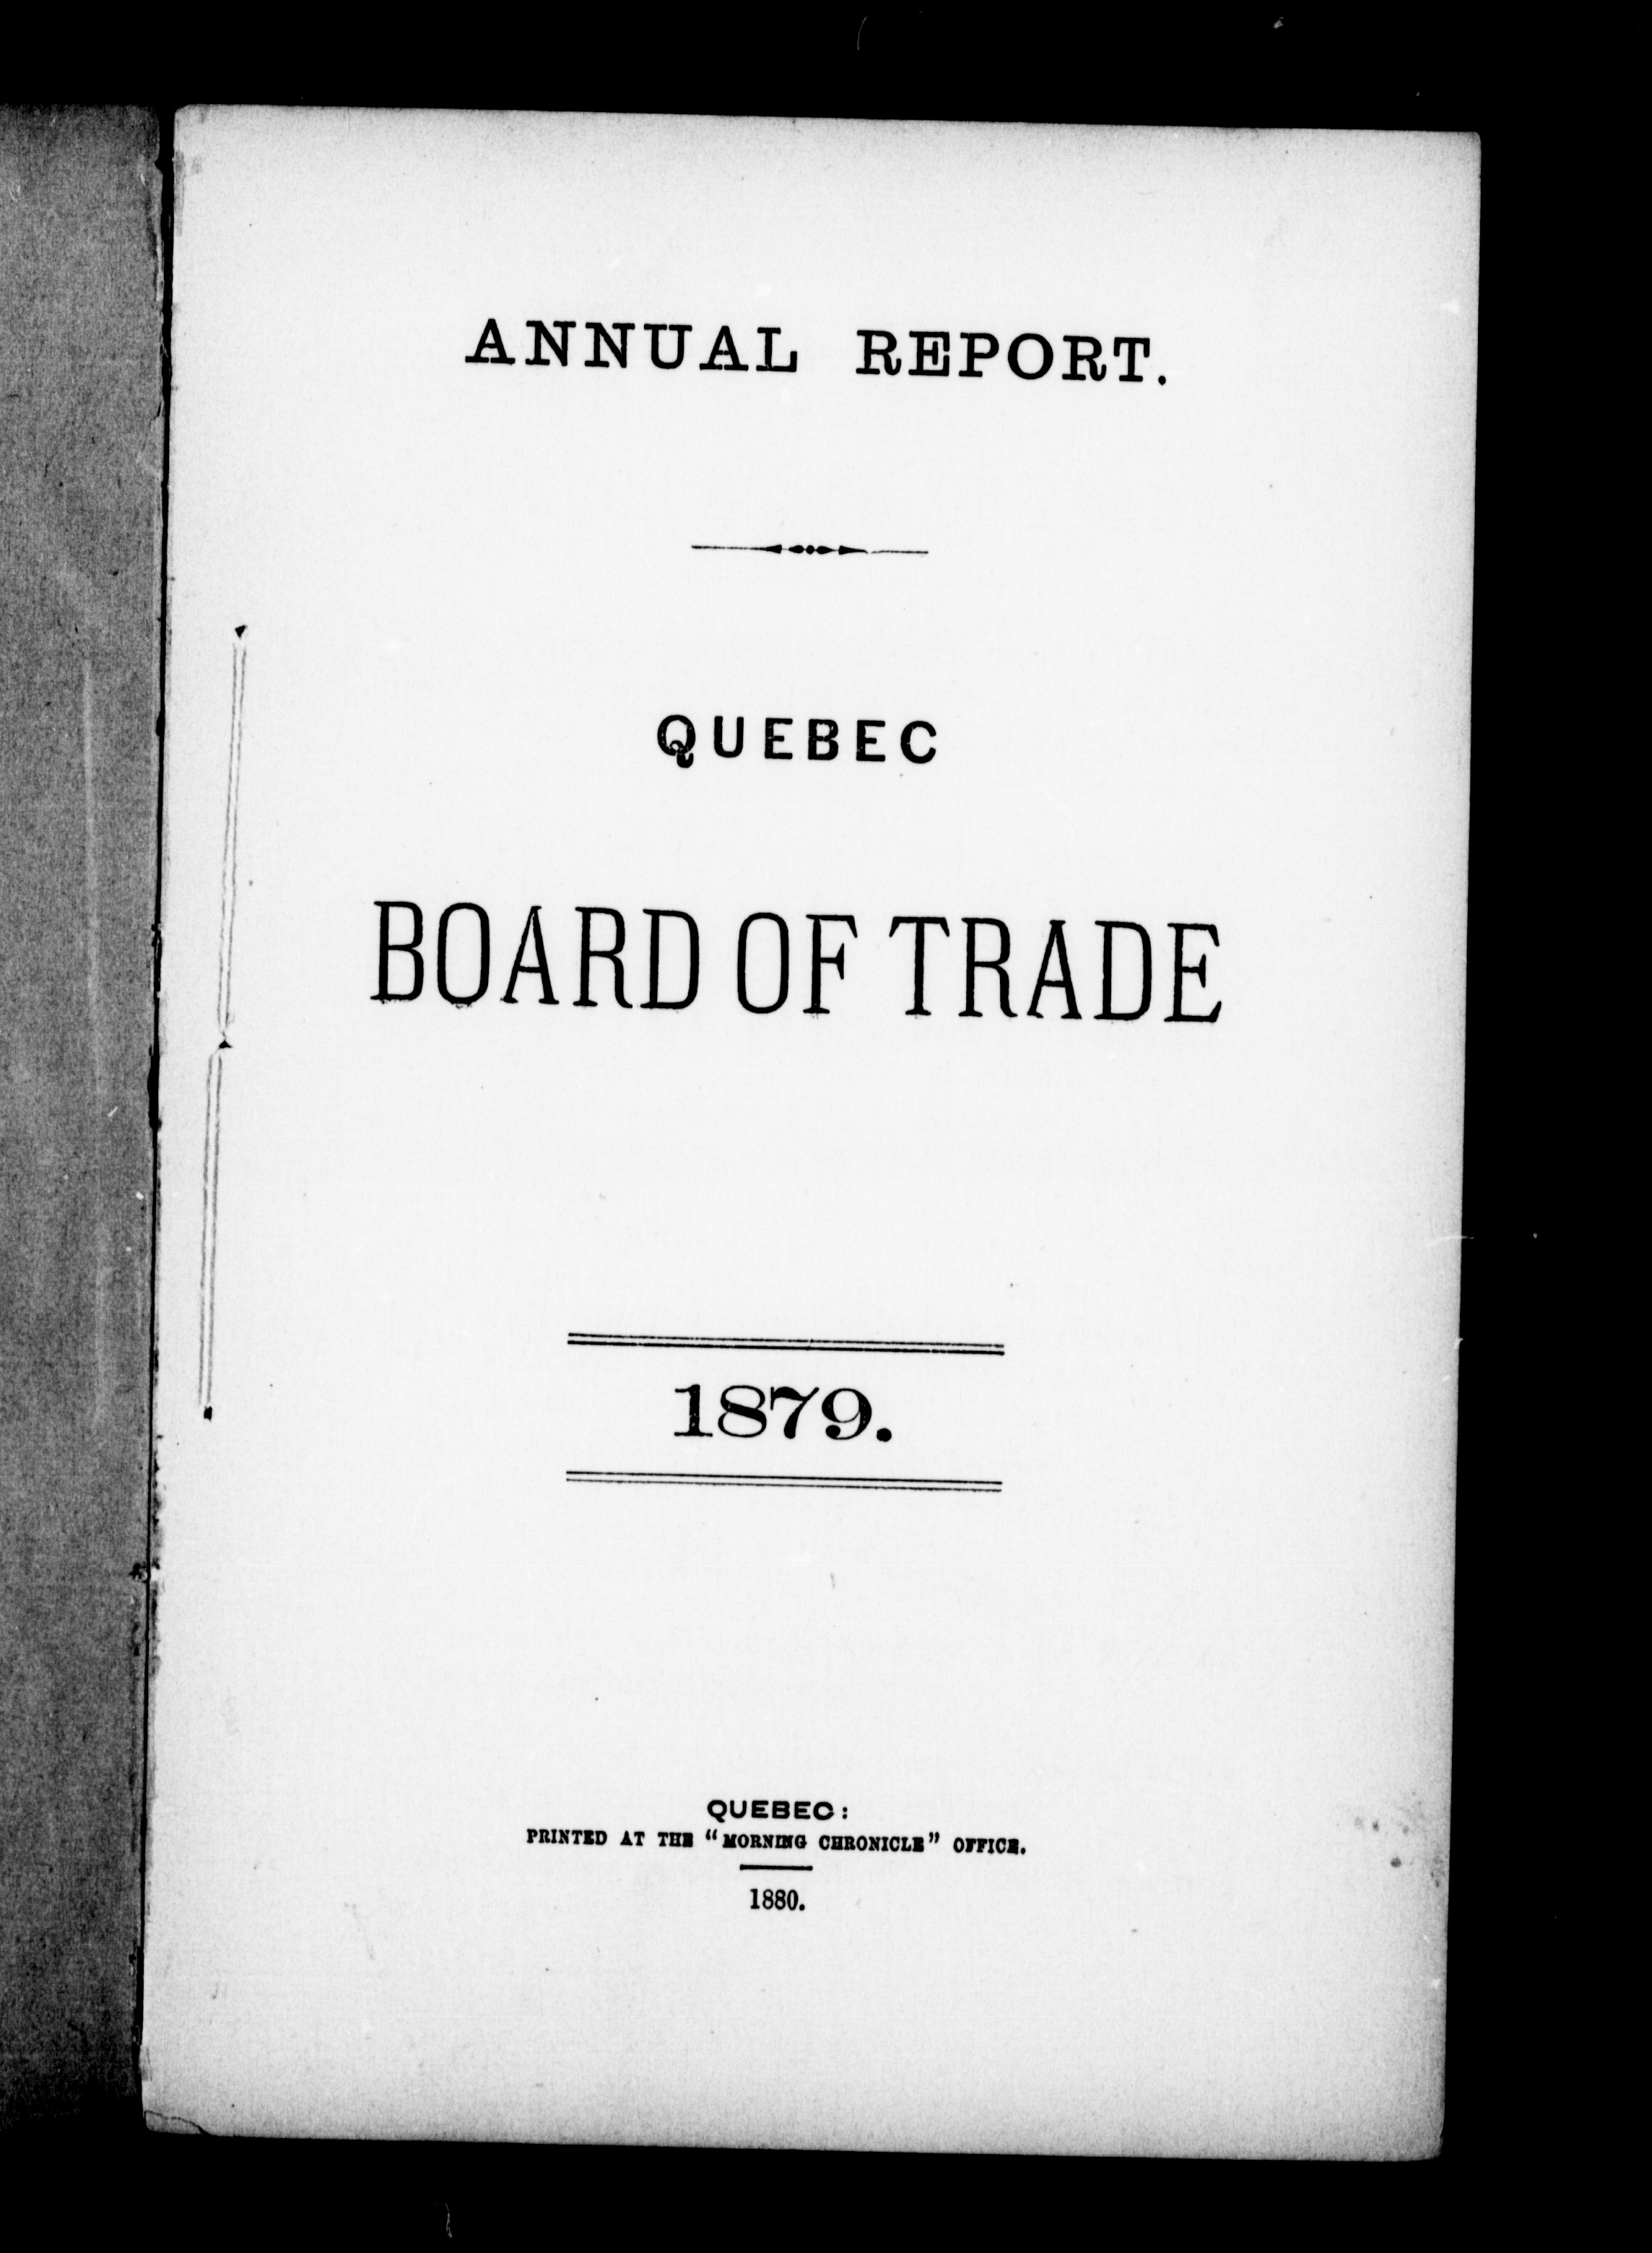 ANNUAL REPORT.
QUEBEC
BOARD OF TRADE
1879.
QUEBEC:
PRINTED AT THE “MORNING CHRONICLE” OFFICE.
1880.